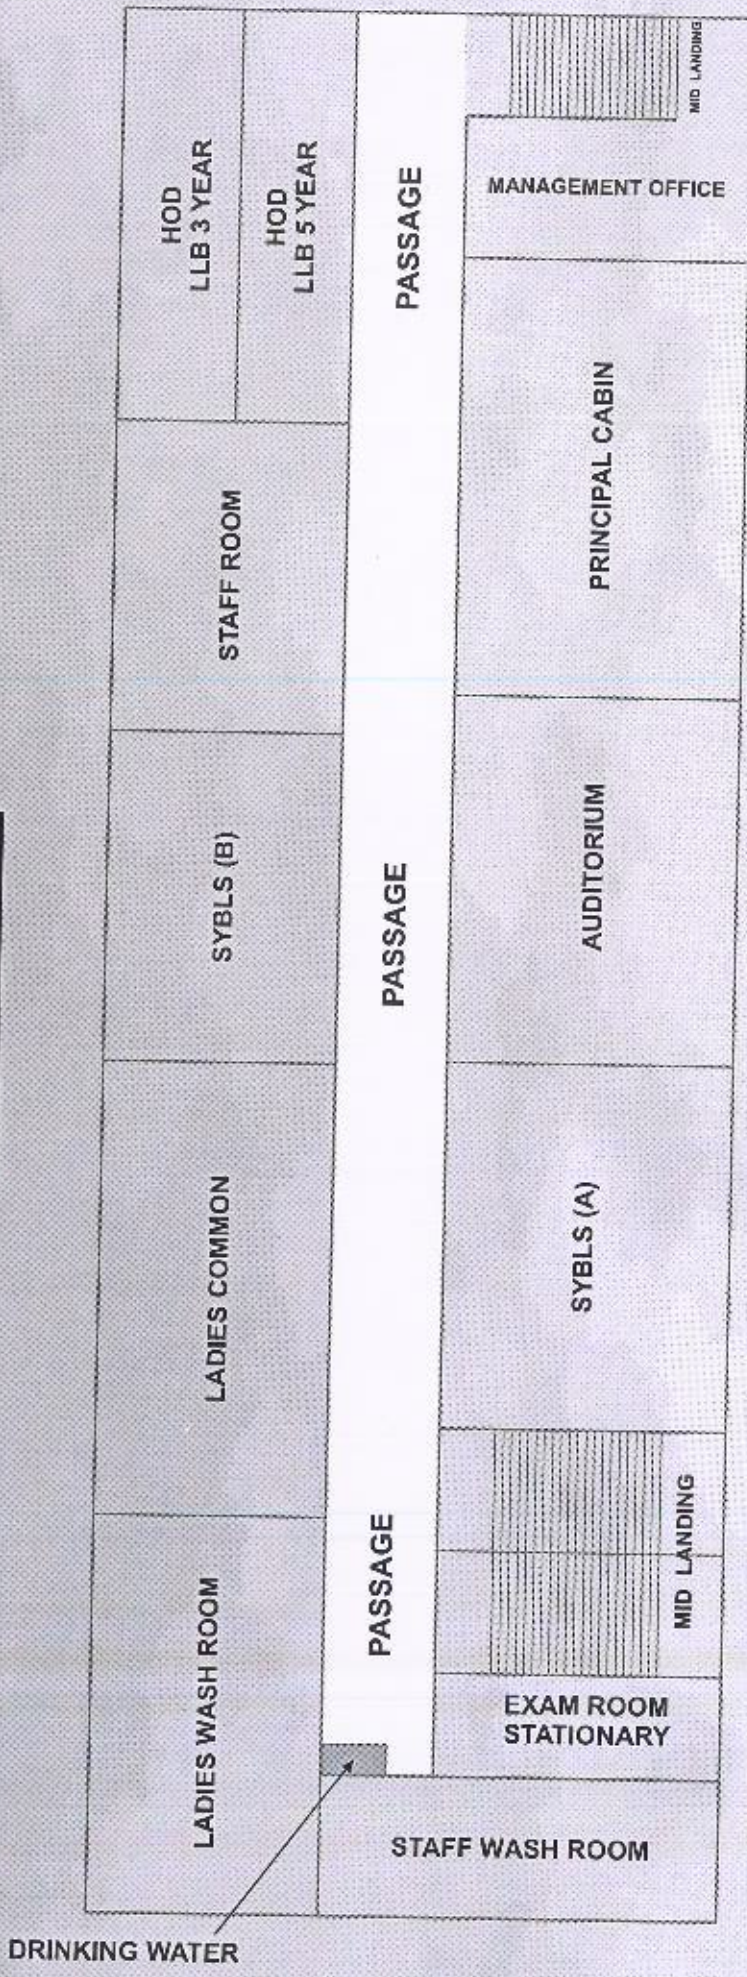 HOD
LLB 3 YEAR
HOD
LLB 5 YEAR
PASSAGE
MID LANDING
MANAGEMENT OFFICE
STAFF ROOM
PRINCIPAL CABIN
SYBLS (B)
PASSAGE
AUDITORIUM
LADIES COMMON
SYBLS (A)
LADIES WASH ROOM
PASSAGE
MID LANDING
EXAM ROOM
STATIONARY
STAFF WASH ROOM
DRINKING WATER